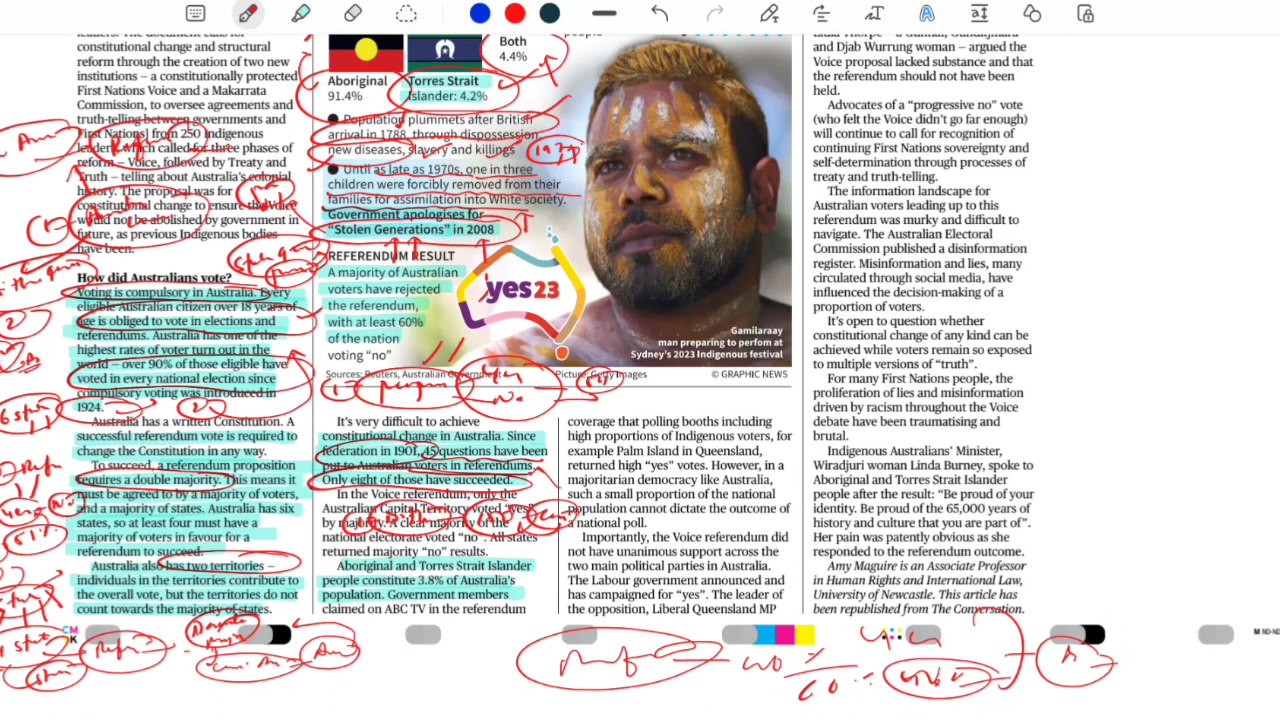 leaders. The document calls for
constitutional change and structural
reform through the creation of two new
institutions – a constitutionally protected
First Nations Voice and a Makarrata
Commission, to oversee agreements and
truth-telling between governments and
First Nations] from 250 Indigenous
leaders, which called for three phases of
reform – Voice, followed by Treaty and
Truth – telling about Australia's colonial
history. The proposal was for
constitutional change to ensure the Voice
would not be abolished by government in
future, as previous Indigenous bodies
have been.
How did Australians vote?
Voting is compulsory in Australia. Every
eligible Australian citizen over 18 years of
age is obliged to vote in elections and
referendums. Australia has one of the
highest rates of voter turn out in the
world – over 90% of those eligible have
voted in every national election since
compulsory voting was introduced in
1924.
Australia has a written Constitution. A
successful referendum vote is required to
change the Constitution in any way.
To succeed, a referendum proposition
requires a double majority. This means it
must be agreed to by a majority of voters,
and a majority of states. Australia has six
states, so at least four must have a
majority of voters in favour for a
referendum to succeed.
Australia also has two territories –
individuals in the territories contribute to
the overall vote, but the territories do not
count towards the majority of states.
Both
4.4%
Aboriginal
91.4%
Torres Strait
Islander: 4.2%
● Population plummets after British
arrival in 1788, through dispossession,
new diseases, slavery and killings
● Until as late as 1970s, one in three
children were forcibly removed from their
families for assimilation into White society.
Government apologises for
"Stolen Generations" in 2008
REFERENDUM RESULT
A majority of Australian
voters have rejected
the referendum,
with at least 60%
of the nation
voting "no"
yes23
Gamilaraay
man preparing to perfom at
Sydney's 2023 Indigenous festival
Sources: Reuters, Australian Government
Picture: Getty Images
© GRAPHIC NEWS
It's very difficult to achieve
constitutional change in Australia. Since
federation in 1901, 45 questions have been
put to Australian voters in referendums.
Only eight of those have succeeded.
In the Voice referendum, only the
Australian Capital Territory voted "yes"
by majority. A clear majority of the
national electorate voted "no". All states
returned majority "no" results.
Aboriginal and Torres Strait Islander
people constitute 3.8% of Australia's
population. Government members
claimed on ABC TV in the referendum
coverage that polling booths including
high proportions of Indigenous voters, for
example Palm Island in Queensland,
returned high "yes" votes. However, in a
majoritarian democracy like Australia,
such a small proportion of the national
population cannot dictate the outcome of
a national poll.
Importantly, the Voice referendum did
not have unanimous support across the
two main political parties in Australia.
The Labour government announced and
has campaigned for "yes". The leader of
the opposition, Liberal Queensland MP
and Djab Wurrung woman – argued the
Voice proposal lacked substance and that
the referendum should not have been
held.
Advocates of a "progressive no" vote
(who felt the Voice didn't go far enough)
will continue to call for recognition of
continuing First Nations sovereignty and
self-determination through processes of
treaty and truth-telling.
The information landscape for
Australian voters leading up to this
referendum was murky and difficult to
navigate. The Australian Electoral
Commission published a disinformation
register. Misinformation and lies, many
circulated through social media, have
influenced the decision-making of a
proportion of voters.
It's open to question whether
constitutional change of any kind can be
achieved while voters remain so exposed
to multiple versions of "truth".
For many First Nations people, the
proliferation of lies and misinformation
driven by racism throughout the Voice
debate have been traumatising and
brutal.
Indigenous Australians' Minister,
Wiradjuri woman Linda Burney, spoke to
Aboriginal and Torres Strait Islander
people after the result: "Be proud of your
identity. Be proud of the 65,000 years of
history and culture that you are part of".
Her pain was patently obvious as she
responded to the referendum outcome.
Amy Maguire is an Associate Professor
in Human Rights and International Law,
University of Newcastle. This article has
been republished from The Conversation.